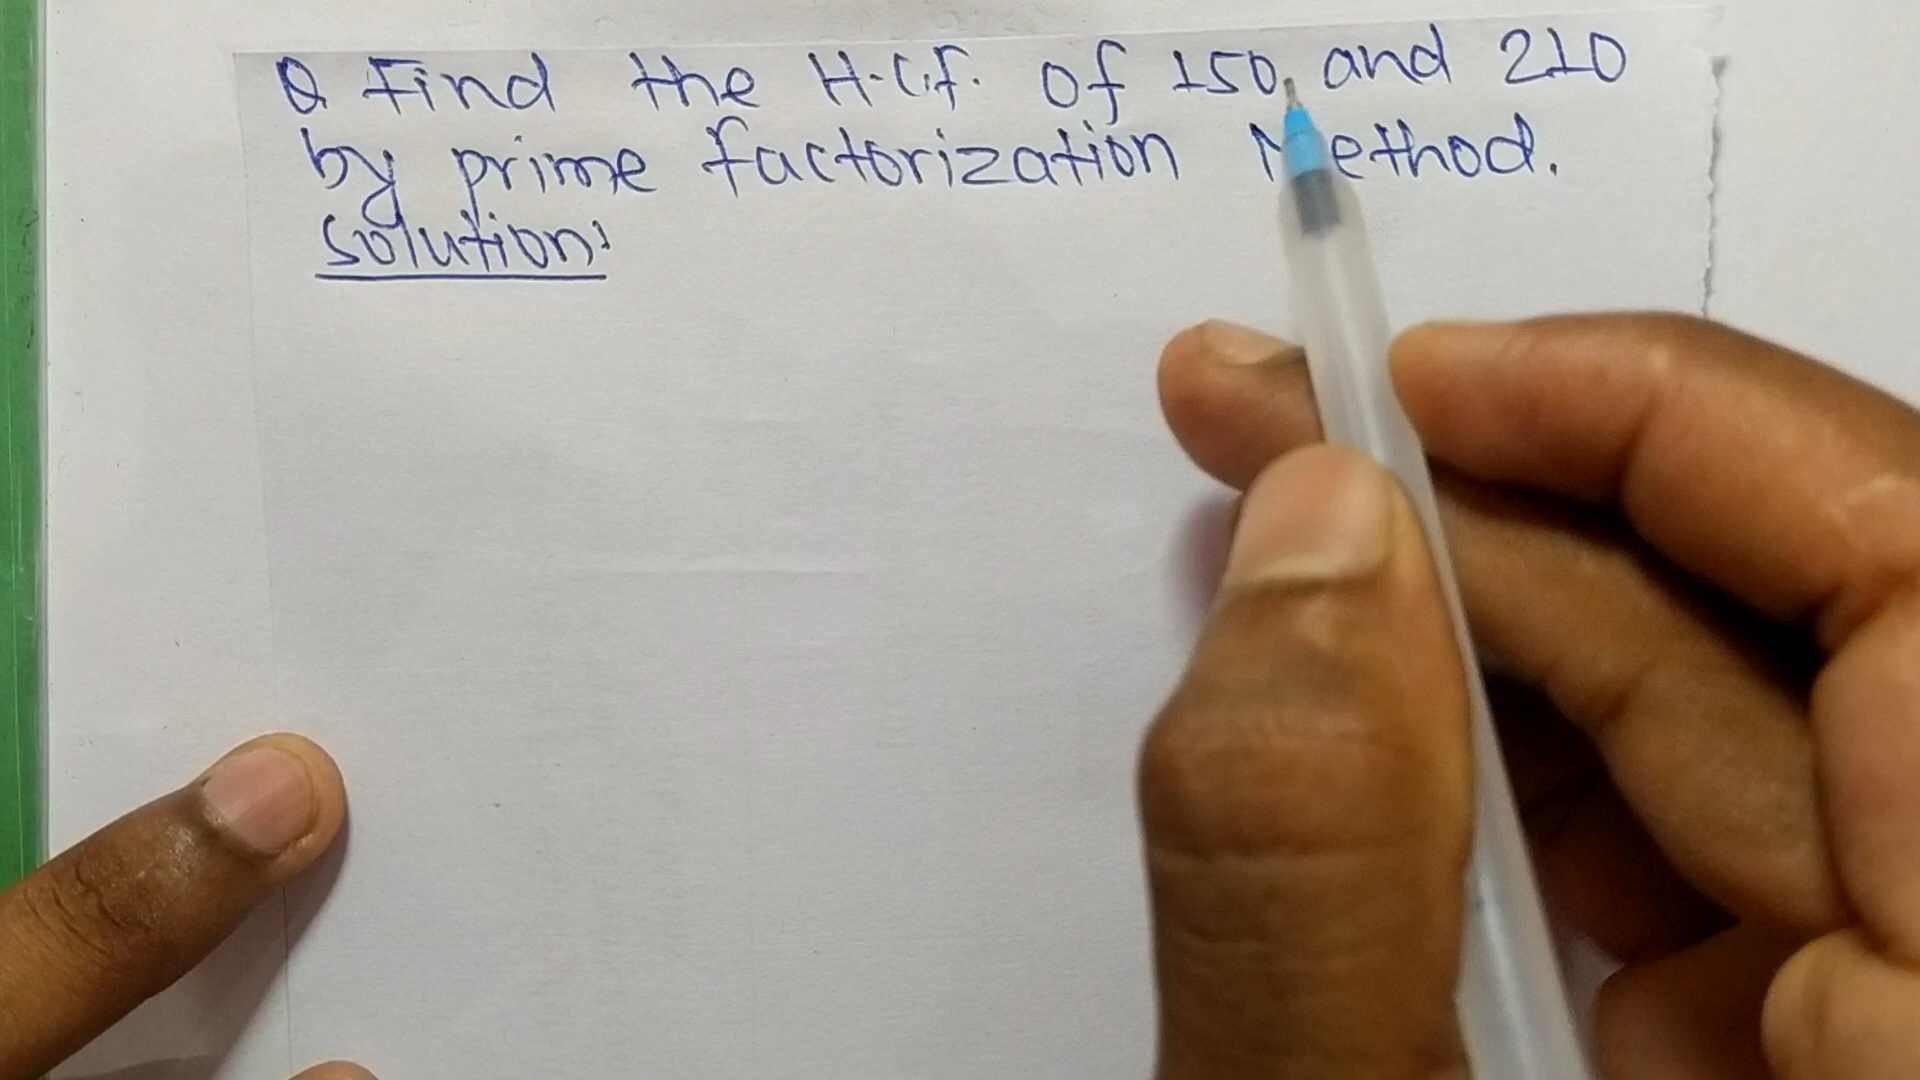 Q Find the H.C.F. of 150 and 210
by prime factorization Method.
Solution: